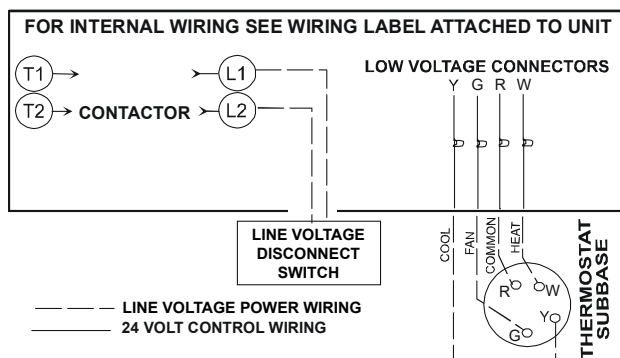 FOR INTERNAL WIRING SEE WIRING LABEL ATTACHED TO UNIT
T1 L1
LOW VOLTAGE CONNECTORS
Y G R W
T2 CONTACTOR L2
LINE VOLTAGE
DISCONNECT
SWITCH
COOL
FAN
COMMON
HEAT
THERMOSTAT
SUBBASE
R W
Y
G
LINE VOLTAGE POWER WIRING
24 VOLT CONTROL WIRING